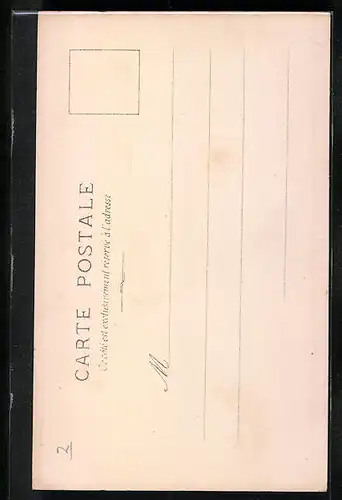 CARTE POSTALE
Ce côté est exclusivement réservé à l'adresse
M
2